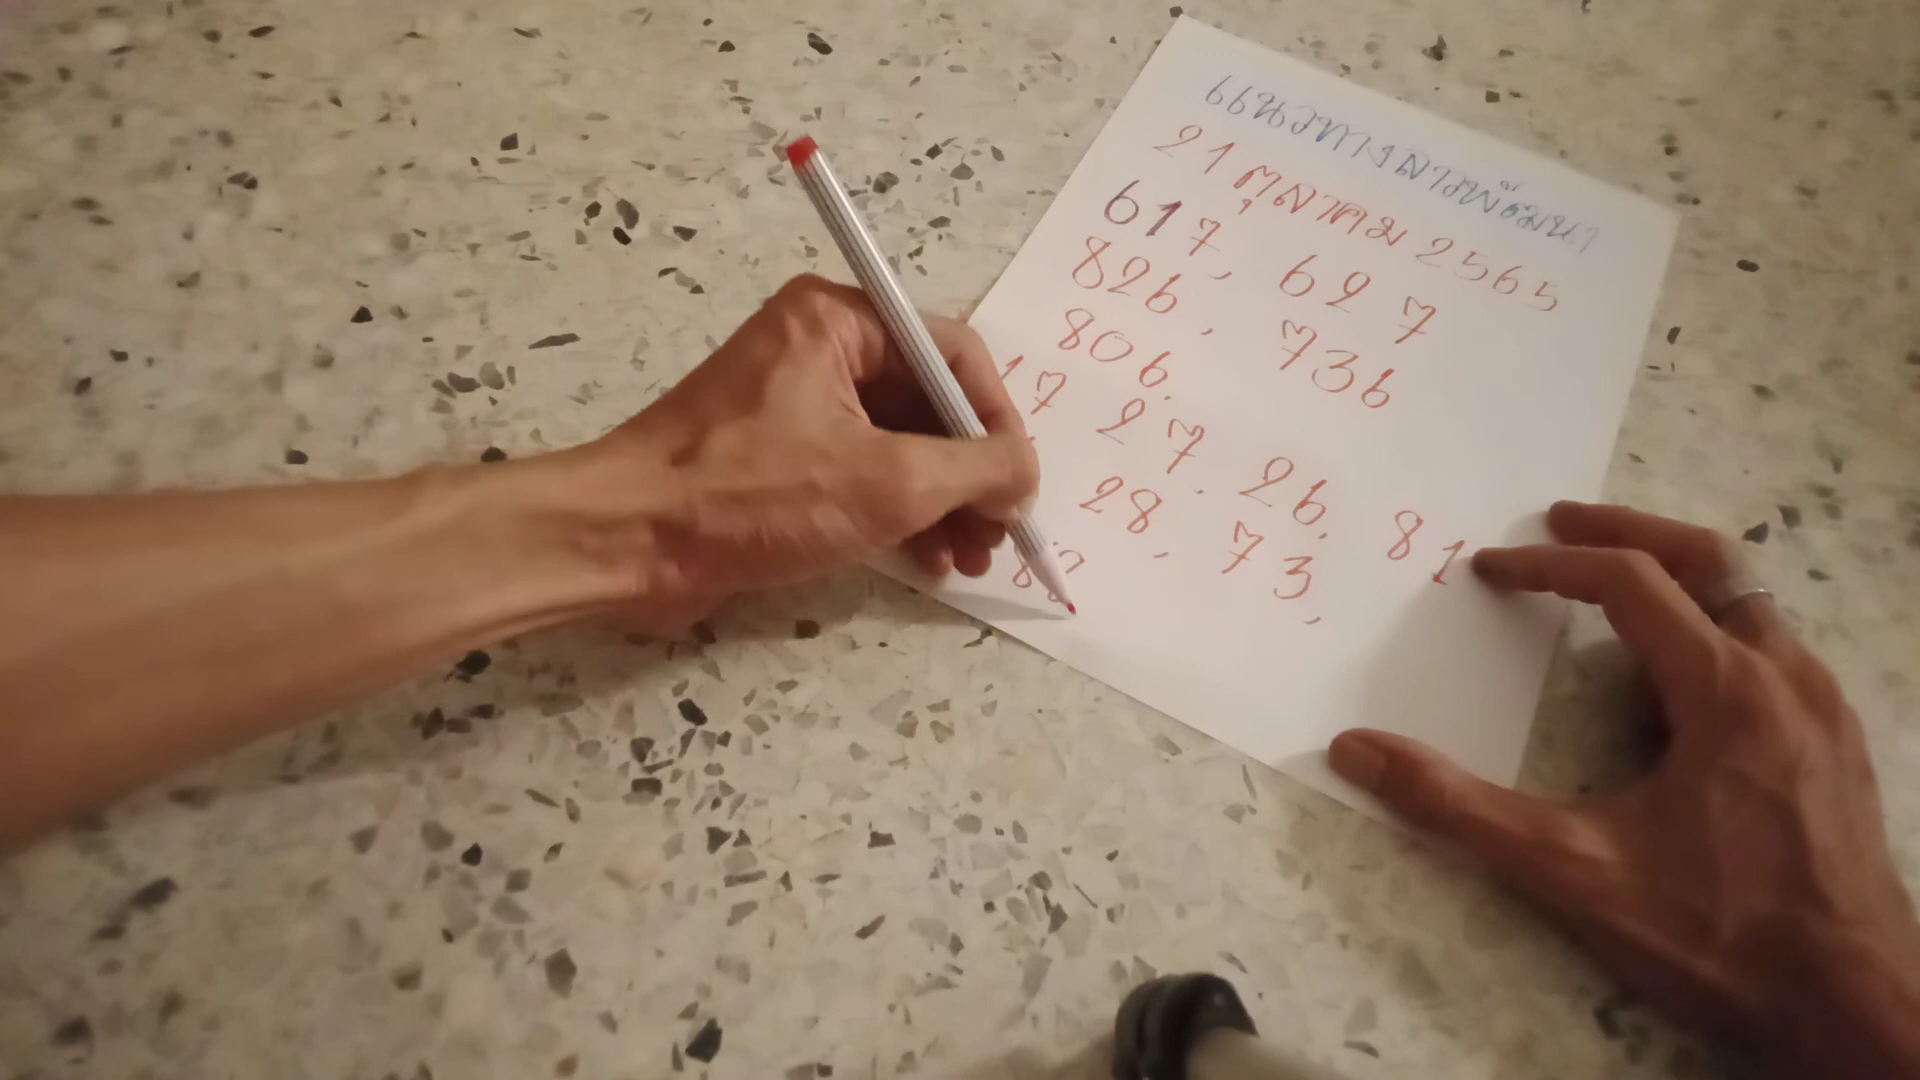 แนวทางลาวพัฒนา
21 ตุลาคม 2565
617, 627
826, 736
806.
17 27. 26, 81
28, 73,
82